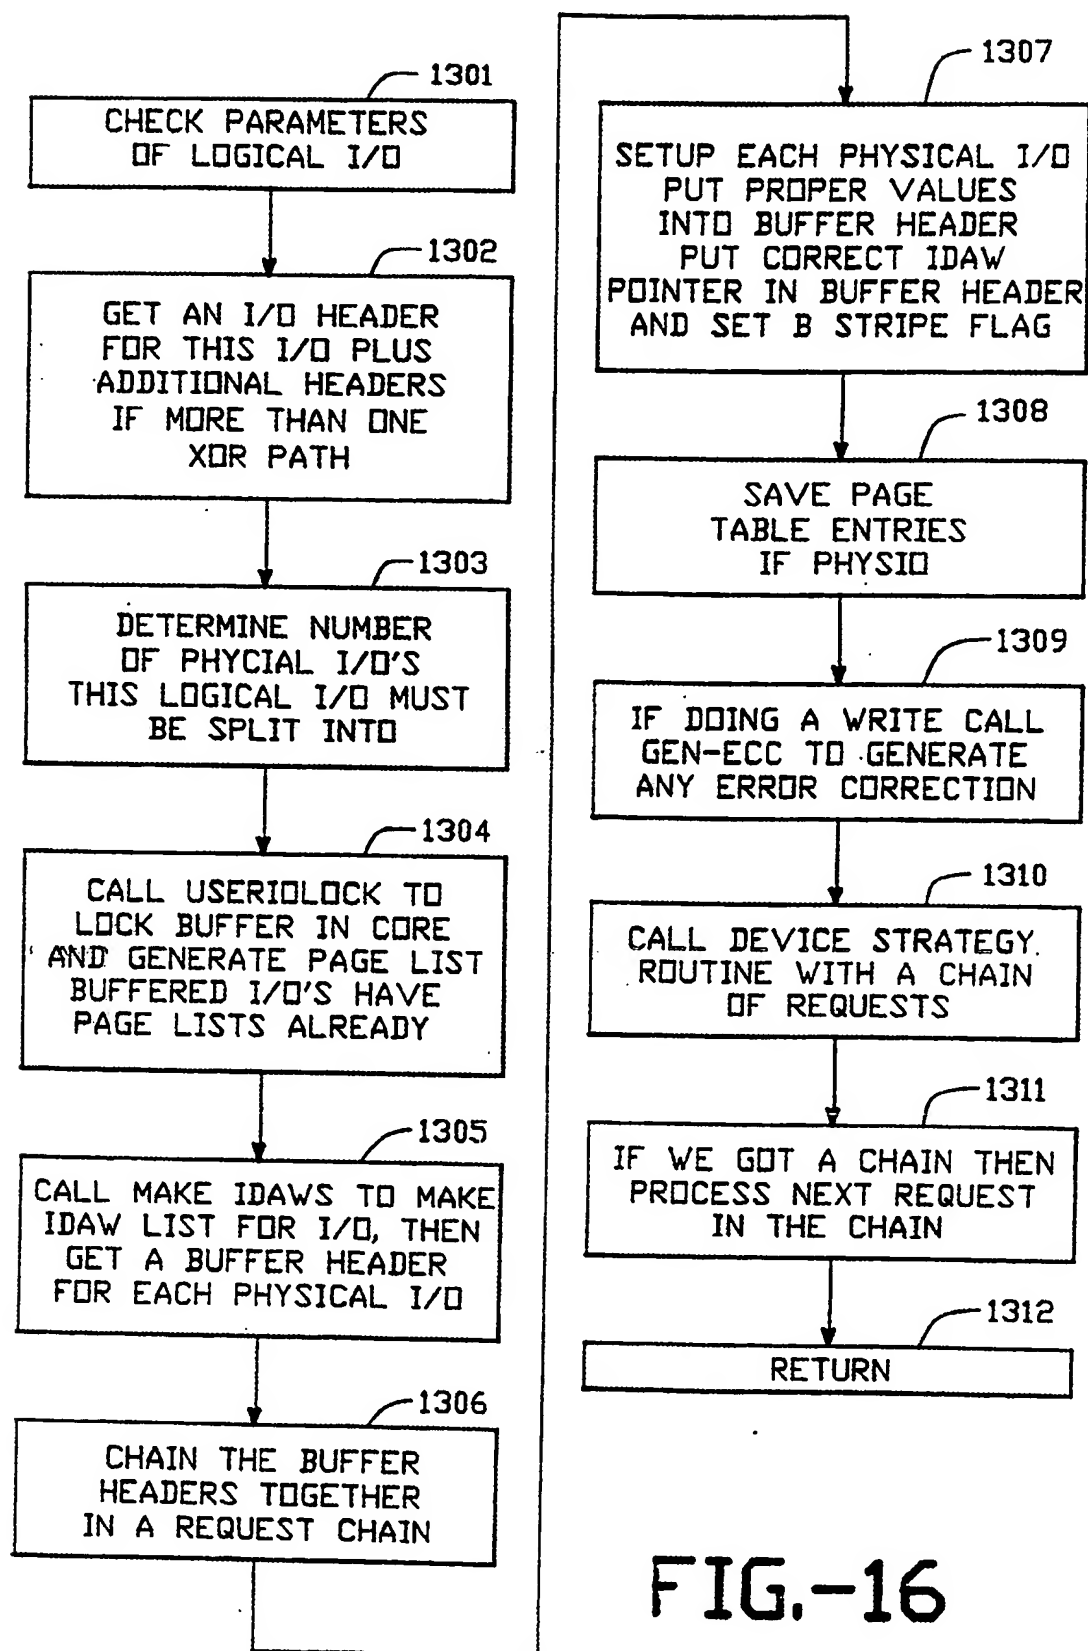 1301
CHECK PARAMETERS
OF LOGICAL I/O
1302
GET AN I/O HEADER
FOR THIS I/O PLUS
ADDITIONAL HEADERS
IF MORE THAN ONE
XOR PATH
1303
DETERMINE NUMBER
OF PHYCIAL I/O'S
THIS LOGICAL I/O MUST
BE SPLIT INTO
1304
CALL USERIOLOCK TO
LOCK BUFFER IN CORE
AND GENERATE PAGE LIST
BUFFERED I/O'S HAVE
PAGE LISTS ALREADY
1305
CALL MAKE IDAWS TO MAKE
IDAW LIST FOR I/O, THEN
GET A BUFFER HEADER
FOR EACH PHYSICAL I/O
1306
CHAIN THE BUFFER
HEADERS TOGETHER
IN A REQUEST CHAIN
1307
SETUP EACH PHYSICAL I/O
PUT PROPER VALUES
INTO BUFFER HEADER
PUT CORRECT IDAW
POINTER IN BUFFER HEADER
AND SET B STRIPE FLAG
1308
SAVE PAGE
TABLE ENTRIES
IF PHYSIO
1309
IF DOING A WRITE CALL
GEN-ECC TO GENERATE
ANY ERROR CORRECTION
1310
CALL DEVICE STRATEGY
ROUTINE WITH A CHAIN
OF REQUESTS
1311
IF WE GOT A CHAIN THEN
PROCESS NEXT REQUEST
IN THE CHAIN
1312
RETURN
FIG.-16